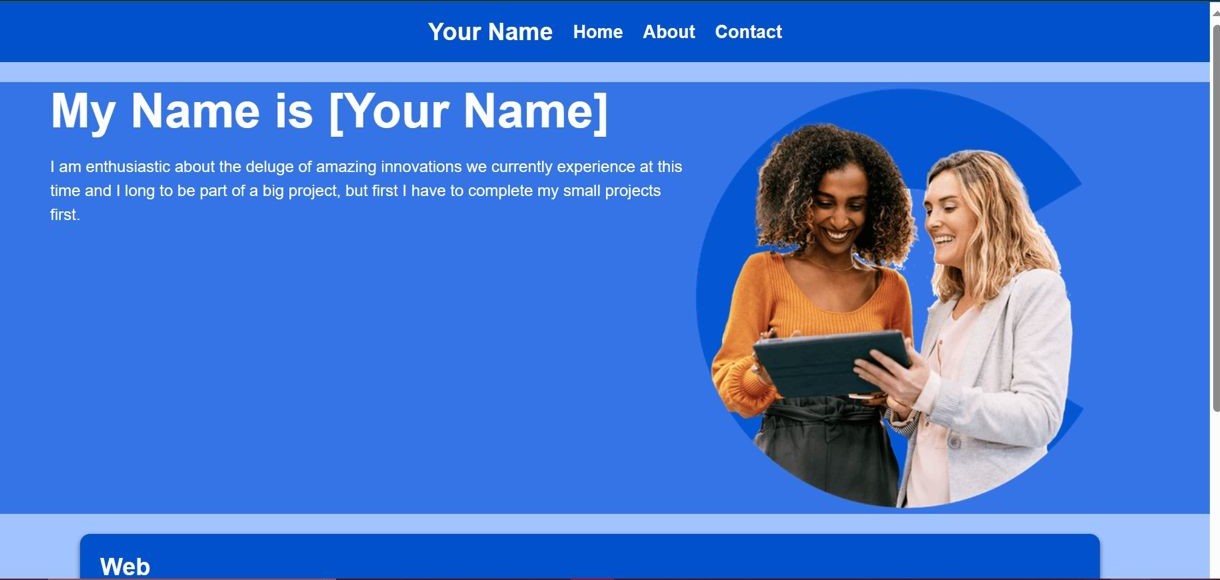 Your Name Home About Contact
My Name is [Your Name]
I am enthusiastic about the deluge of amazing innovations we currently experience at this
time and I long to be part of a big project, but first I have to complete my small projects
first.
Web